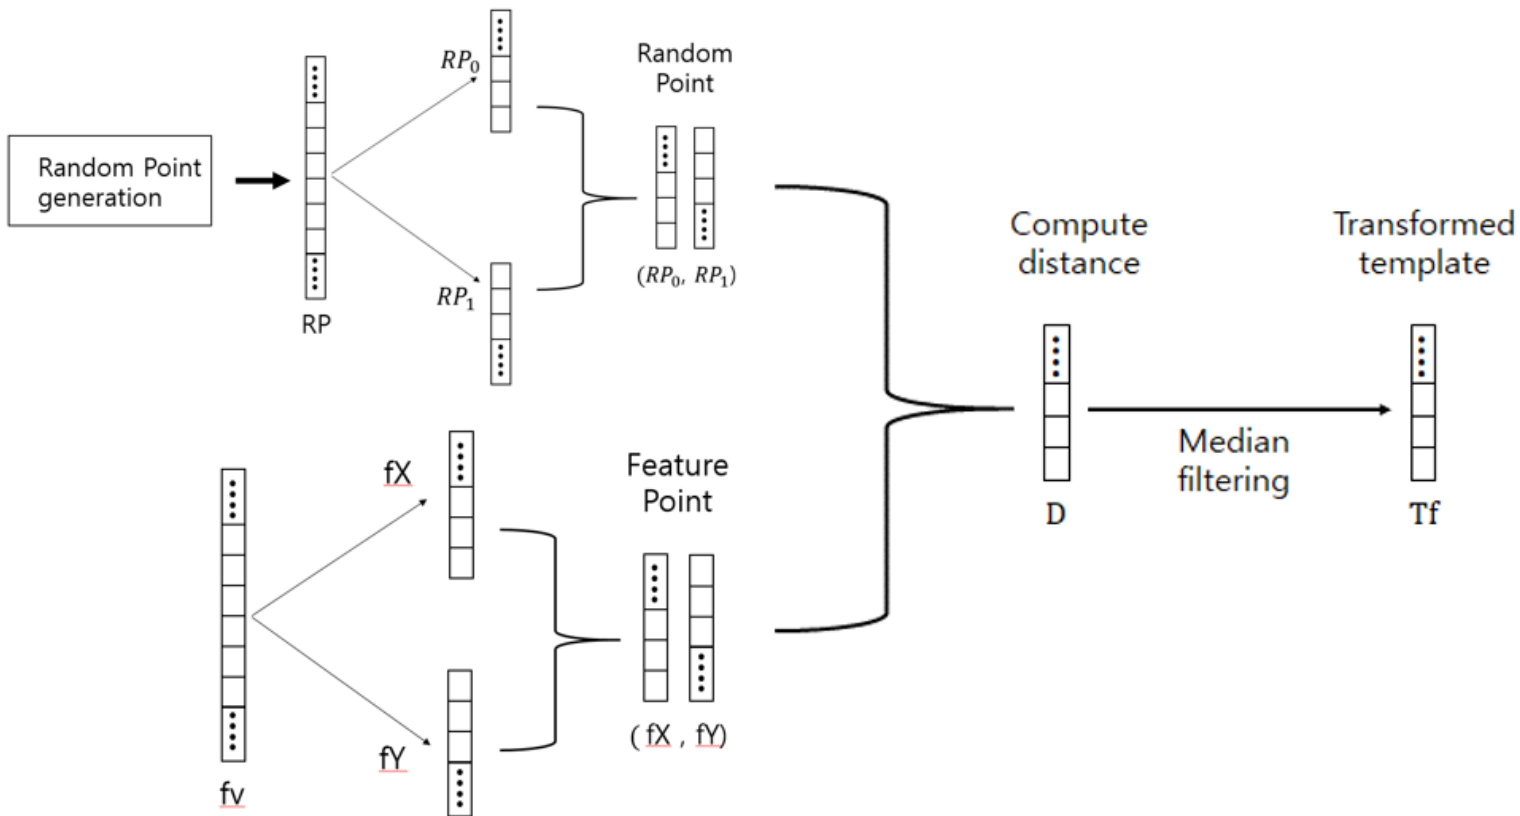 Random Point
generation
RP
RP₀
RP₁
Random
Point
(RP₀, RP₁)
fv
fX
fY
Feature
Point
( fX , fY)
Compute
distance
D
Median
filtering
Transformed
template
Tf